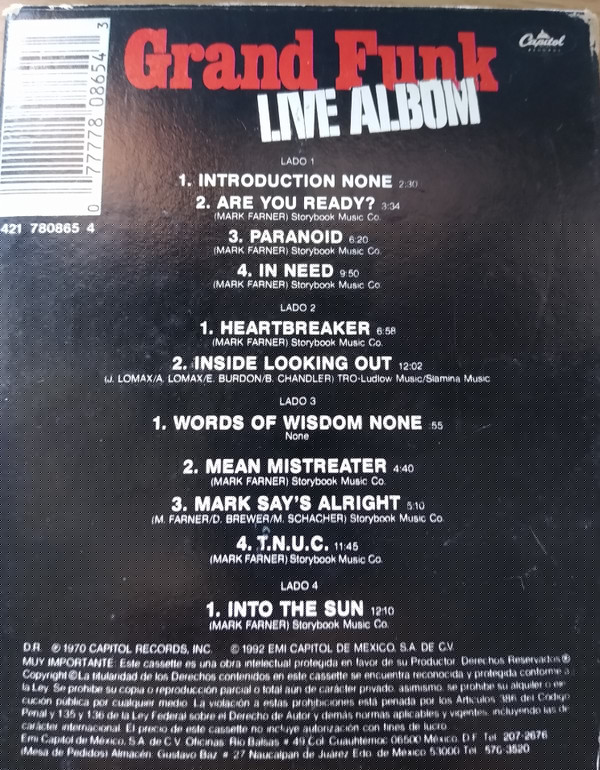 Grand Funk
LIVE ALBUM
Capitol
RECORDS
0 77778 08654 3
421 780865 4
LADO 1
1. INTRODUCTION NONE 2:30
2. ARE YOU READY? 3:34
(MARK FARNER) Storybook Music Co.
3. PARANOID 6:20
(MARK FARNER) Storybook Music Co.
4. IN NEED 9:50
(MARK FARNER) Storybook Music Co.
LADO 2
1. HEARTBREAKER 6:58
(MARK FARNER) Storybook Music Co.
2. INSIDE LOOKING OUT 12:02
(J. LOMAX/A. LOMAX/E. BURDON/B. CHANDLER) TRO-Ludlow Music/Slamina Music
LADO 3
1. WORDS OF WISDOM NONE :55
None
2. MEAN MISTREATER 4:40
(MARK FARNER) Storybook Music Co.
3. MARK SAY'S ALRIGHT 5:10
(M. FARNER/D. BREWER/M. SCHACHER) Storybook Music Co.
4. T.N.U.C. 11:45
(MARK FARNER) Storybook Music Co.
LADO 4
1. INTO THE SUN 12:10
(MARK FARNER) Storybook Music Co.
D.R. ℗ 1970 CAPITOL RECORDS, INC. © 1992 EMI CAPITOL DE MEXICO, S.A. DE C.V.
MUY IMPORTANTE: Este cassette es una obra intelectual protegida en favor de su Productor. Derechos Reservados ®
Copyright © La titularidad de los Derechos contenidos en este cassette se encuentra reconocida y protegida conforme a
la Ley. Se prohibe su copia o reproducción parcial o total aún de carácter privado, asimismo, se prohibe su alquiler o eje-
cución pública por cualquier medio. La violación a estas prohibiciones está penada por los Artículos 386 del Código
Penal y 135 y 136 de la Ley Federal sobre el Derecho de Autor y demás normas aplicables y vigentes, incluyendo las de
carácter internacional. El precio de este cassette no incluye autorización con fines de lucro.
Emi Capitol de México, S.A. de C.V. Oficinas: Río Balsas # 49 Col. Cuauhtémoc 06500 México, D.F. Tel. 207-2676
(Mesa de Pedidos) Almacén: Gustavo Baz # 27 Naucalpan de Juárez Edo. de México 53000 Tel. 576-3520